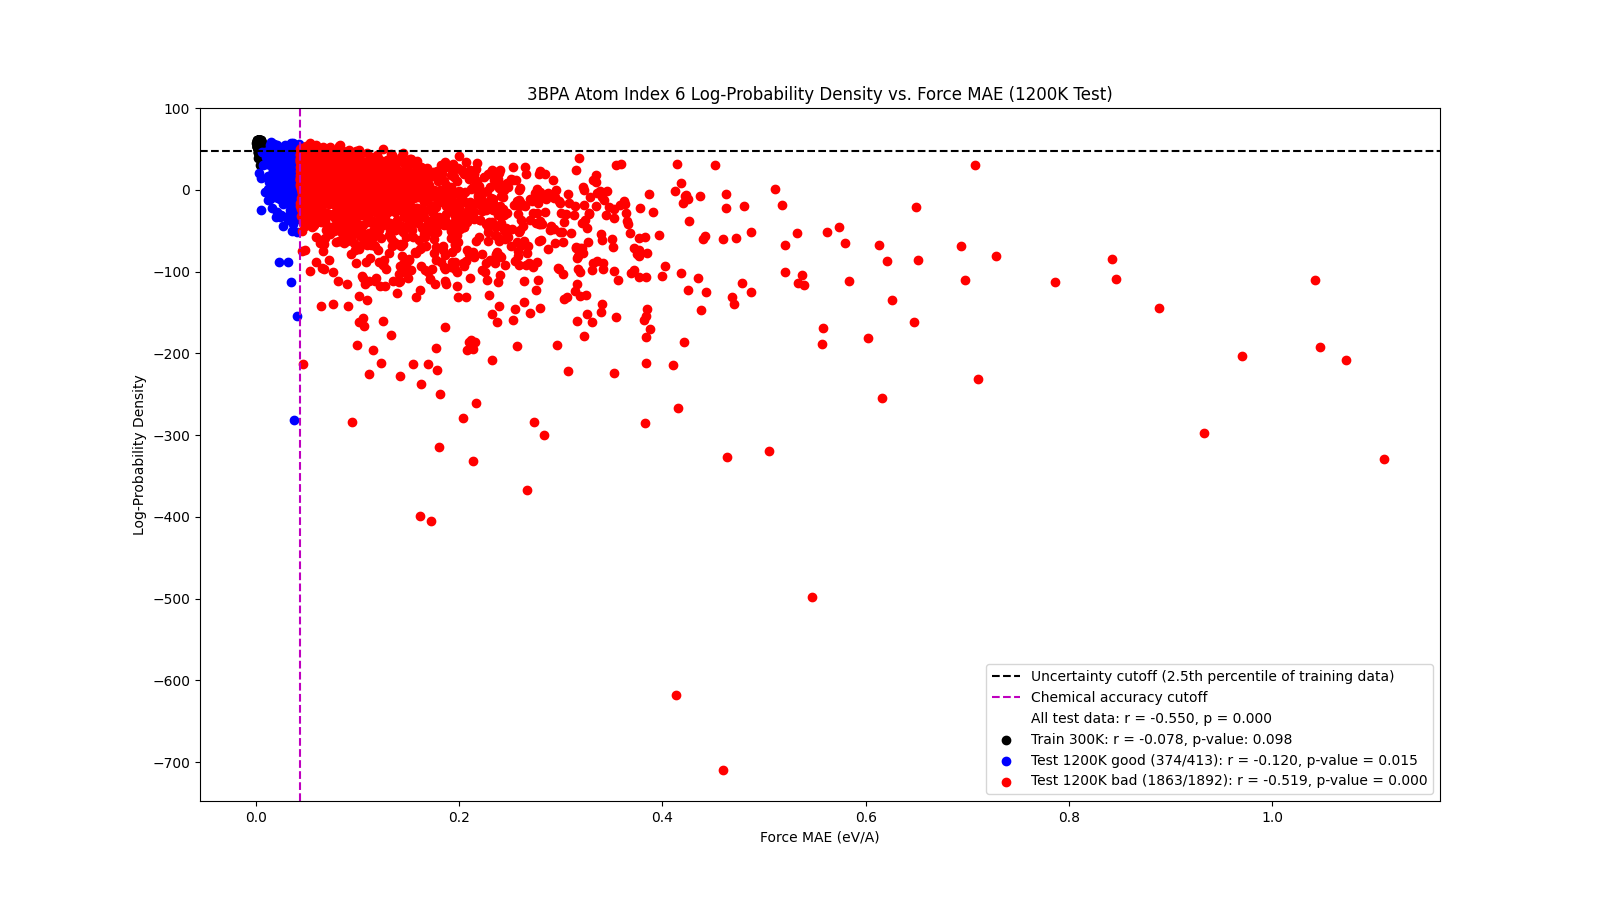 3BPA Atom Index 6 Log-Probability Density vs. Force MAE (1200K Test)
100
0
−100
−200
−300
−400
−500
−600
−700
Log-Probability Density
0.0
0.2
0.4
0.6
0.8
1.0
Force MAE (eV/A)
Uncertainty cutoff (2.5th percentile of training data)
Chemical accuracy cutoff
All test data: r = -0.550, p = 0.000
Train 300K: r = -0.078, p-value: 0.098
Test 1200K good (374/413): r = -0.120, p-value = 0.015
Test 1200K bad (1863/1892): r = -0.519, p-value = 0.000